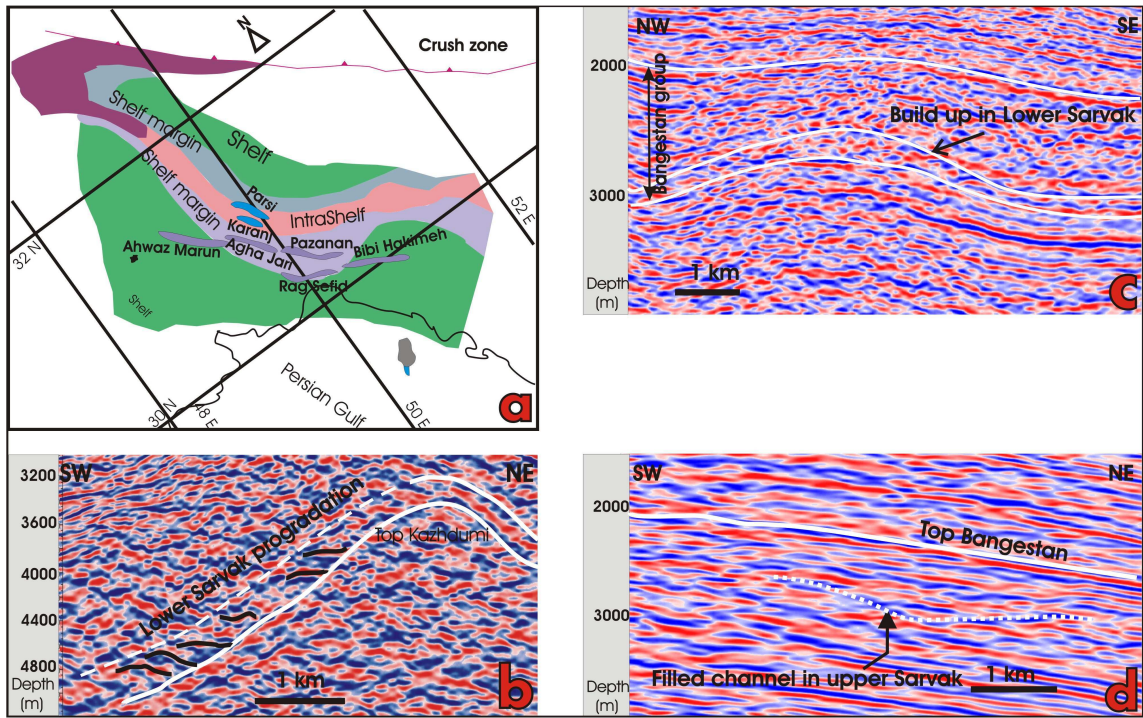 N
Crush zone
Shelf margin
Shelf
Shelf margin
Parsi
IntraShelf
52 E
Karanj
Ahwaz Marun
Agha Jari
Pazanan
Bibi Hakimeh
32 N
Rag Sefid
Shelf
Persian Gulf
30 N
48 E
50 E
a
NW
SE
2000
Bangestan group
Build up in Lower Sarvak
3000
1 km
Depth
(m)
c
SW
NE
3200
3600
Top Kazhdumi
Lower Sarvak progradation
4000
4400
4800
Depth
(m)
1 km
b
SW
NE
2000
Top Bangestan
3000
Filled channel in upper Sarvak
1 km
Depth
(m)
d